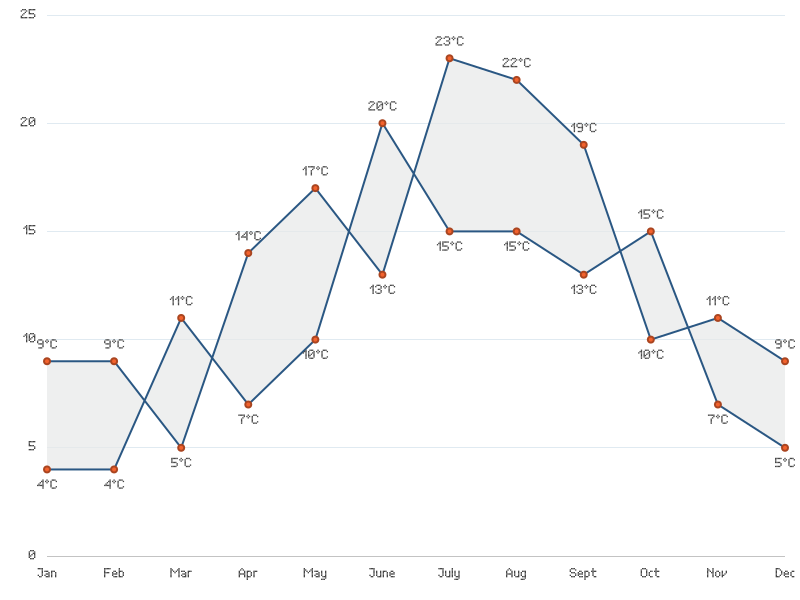 25
23°C
22°C
20
20°C
19°C
17°C
15
14°C
15°C
15°C
15°C
13°C
13°C
11°C
11°C
10
9°C
9°C
10°C
10°C
9°C
7°C
7°C
5
5°C
5°C
4°C
4°C
0
Jan Feb Mar Apr May June July Aug Sept Oct Nov Dec